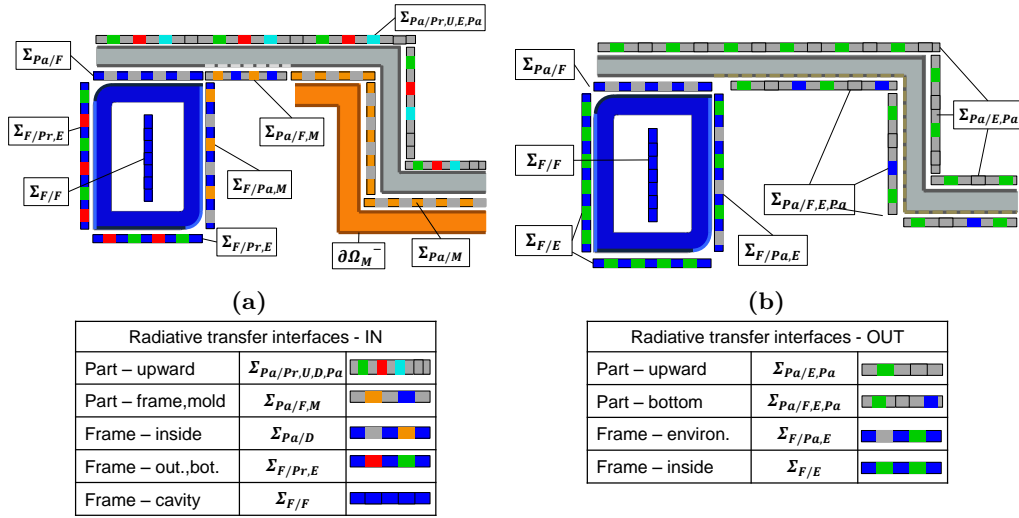 Σ_{Pa/Pr,U,E,Pa}
Σ_{Pa/F}
Σ_{F/Pr,E}
Σ_{Pa/F,M}
Σ_{F/F}
Σ_{F/Pa,M}
Σ_{F/Pr,E}
∂Ω_M^-
Σ_{Pa/M}
(a)
Σ_{Pa/F}
Σ_{Pa/E,Pa}
Σ_{F/F}
Σ_{Pa/F,E,Pa}
Σ_{F/E}
Σ_{F/Pa,E}
(b)
Radiative transfer interfaces - IN
Part – upward Σ_{Pa/Pr,U,D,Pa}
Part – frame,mold Σ_{Pa/F,M}
Frame – inside Σ_{Pa/D}
Frame – out.,bot. Σ_{F/Pr,E}
Frame – cavity Σ_{F/F}
Radiative transfer interfaces - OUT
Part – upward Σ_{Pa/E,Pa}
Part – bottom Σ_{Pa/F,E,Pa}
Frame – environ. Σ_{F/Pa,E}
Frame – inside Σ_{F/E}